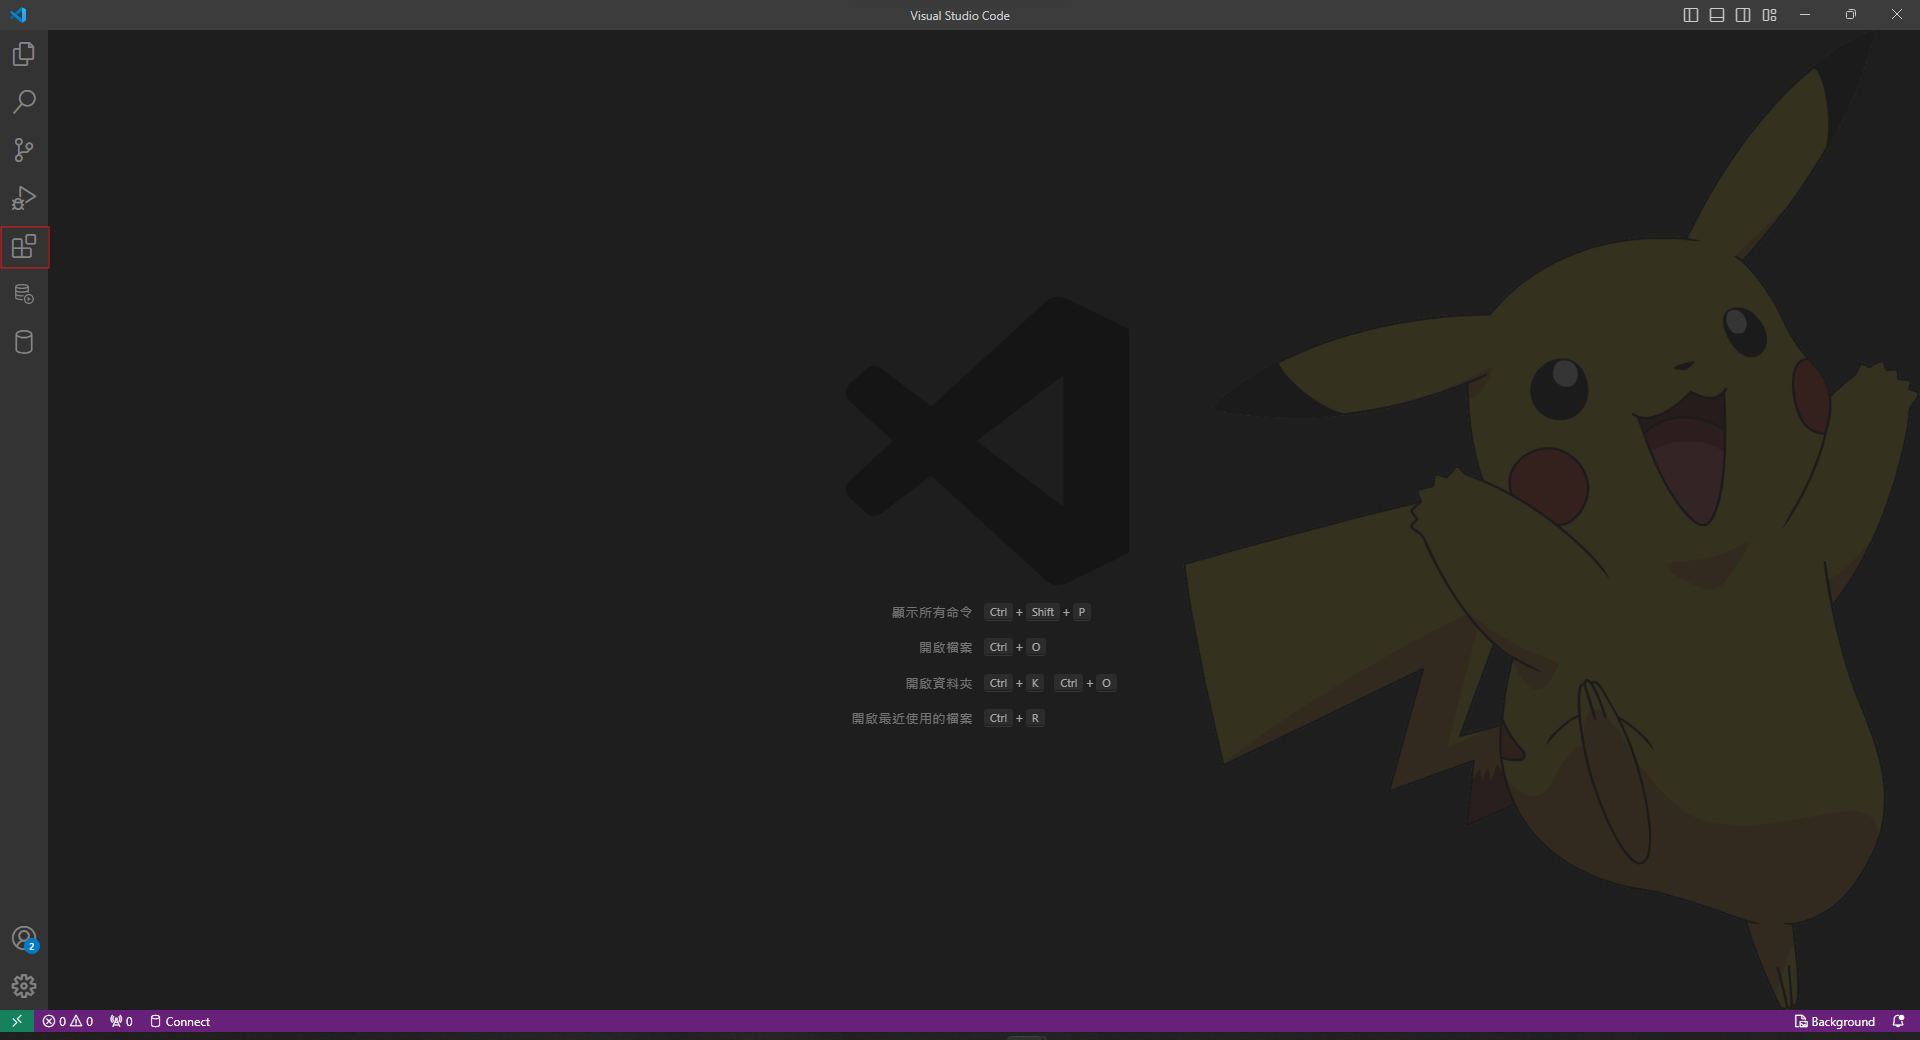 Visual Studio Code
顯示所有命令 Ctrl + Shift + P
開啟檔案 Ctrl + O
開啟資料夾 Ctrl + K Ctrl + O
開啟最近使用的檔案 Ctrl + R
2
0 0 0 Connect Background